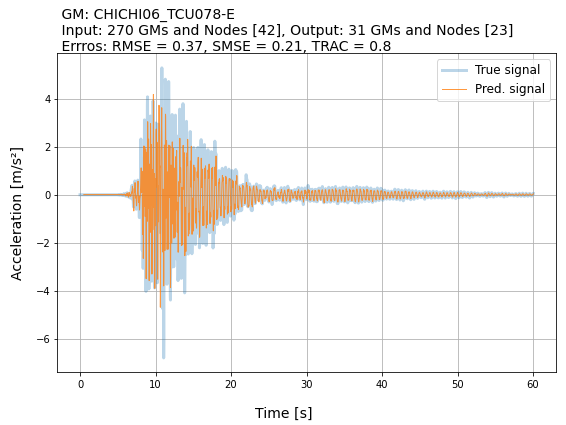 GM: CHICHI06_TCU078-E
Input: 270 GMs and Nodes [42], Output: 31 GMs and Nodes [23]
Errros: RMSE = 0.37, SMSE = 0.21, TRAC = 0.8
True signal
Pred. signal
Acceleration [m/s²]
4
2
0
−2
−4
−6
0 10 20 30 40 50 60
Time [s]